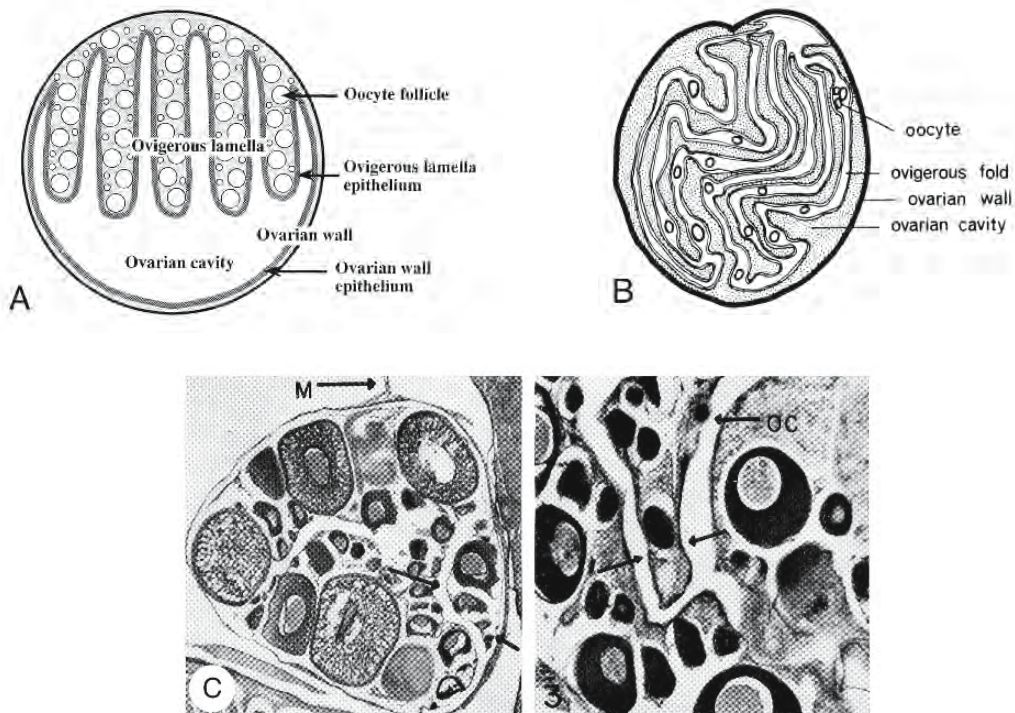 Oocyte follicle
Ovigerous lamella
Ovigerous lamella
epithelium
Ovarian wall
Ovarian cavity
Ovarian wall
epithelium
A
oocyte
ovigerous fold
ovarian wall
ovarian cavity
B
M
C
OC
3